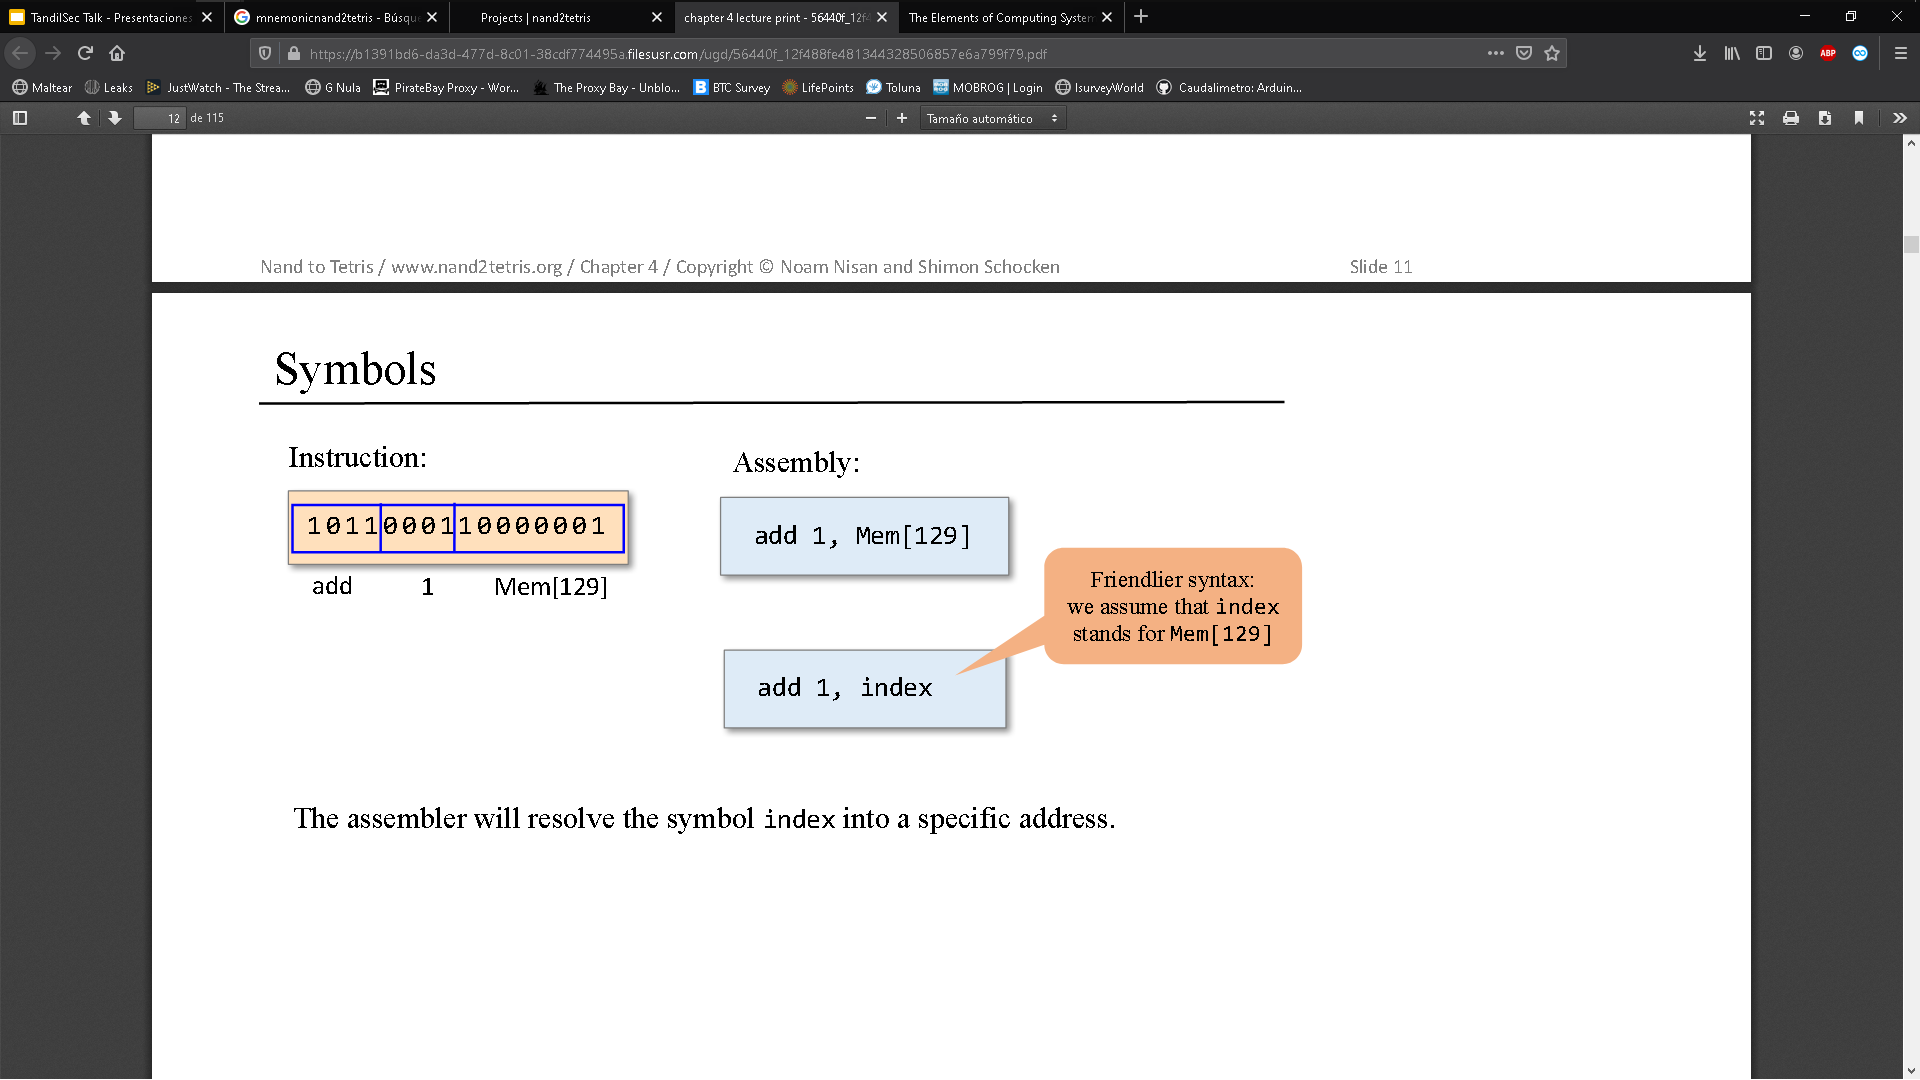 TandilSec Talk - Presentaciones
mnemonicnand2tetris - Búsque
Projects | nand2tetris
chapter 4 lecture print - 56440f_12f4
The Elements of Computing System
https://b1391bd6-da3d-477d-8c01-38cdf774495a.filesusr.com/ugd/56440f_12f488fe481344328506857e6a799f79.pdf
ABP
Maltear
Leaks
JustWatch - The Strea...
G Nula
PirateBay Proxy - Wor...
The Proxy Bay - Unblo...
BTC Survey
LifePoints
Toluna
MOBROG | Login
IsurveyWorld
Caudalimetro: Arduin...
12 de 115
Tamaño automático
Nand to Tetris / www.nand2tetris.org / Chapter 4 / Copyright © Noam Nisan and Shimon Schocken
Slide 11
Symbols
Instruction:
1011000110000001
add 1 Mem[129]
Assembly:
add 1, Mem[129]
Friendlier syntax:
we assume that index
stands for Mem[129]
add 1, index
The assembler will resolve the symbol index into a specific address.